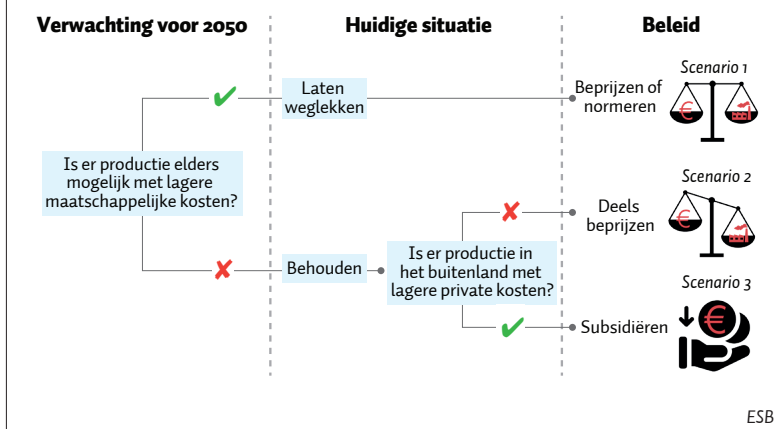 Verwachting voor 2050
Huidige situatie
Beleid
Is er productie elders
mogelijk met lagere
maatschappelijke kosten?
Laten
weglekken
Beprijzen of
normeren
Scenario 1
€
Behouden
Is er productie in
het buitenland met
lagere private kosten?
Deels
beprijzen
Scenario 2
€
Subsidiëren
Scenario 3
€
ESB